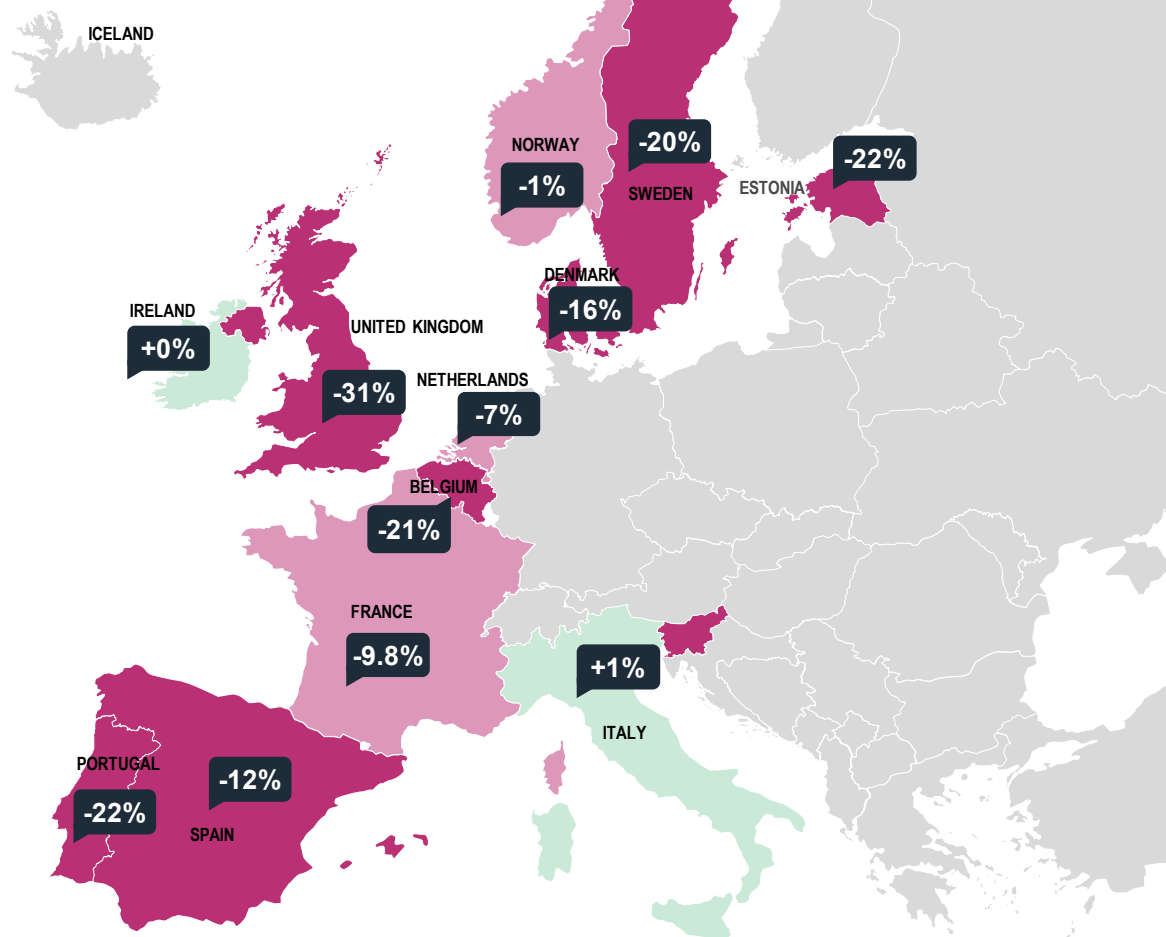 ICELAND
NORWAY
-1%
-20%
SWEDEN
-22%
ESTONIA
DENMARK
-16%
IRELAND
+0%
UNITED KINGDOM
-31%
NETHERLANDS
-7%
BELGIUM
-21%
FRANCE
-9.8%
+1%
ITALY
PORTUGAL
-22%
-12%
SPAIN